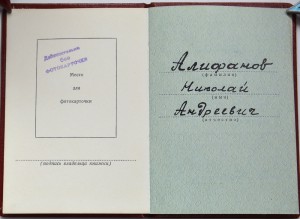 Действительно
без
фотокарточки
Место
для
фотокарточки
(подпись владельца книжки)
Алифанов
(фамилия)
Николай
(имя)
Андреевич
(отчество)